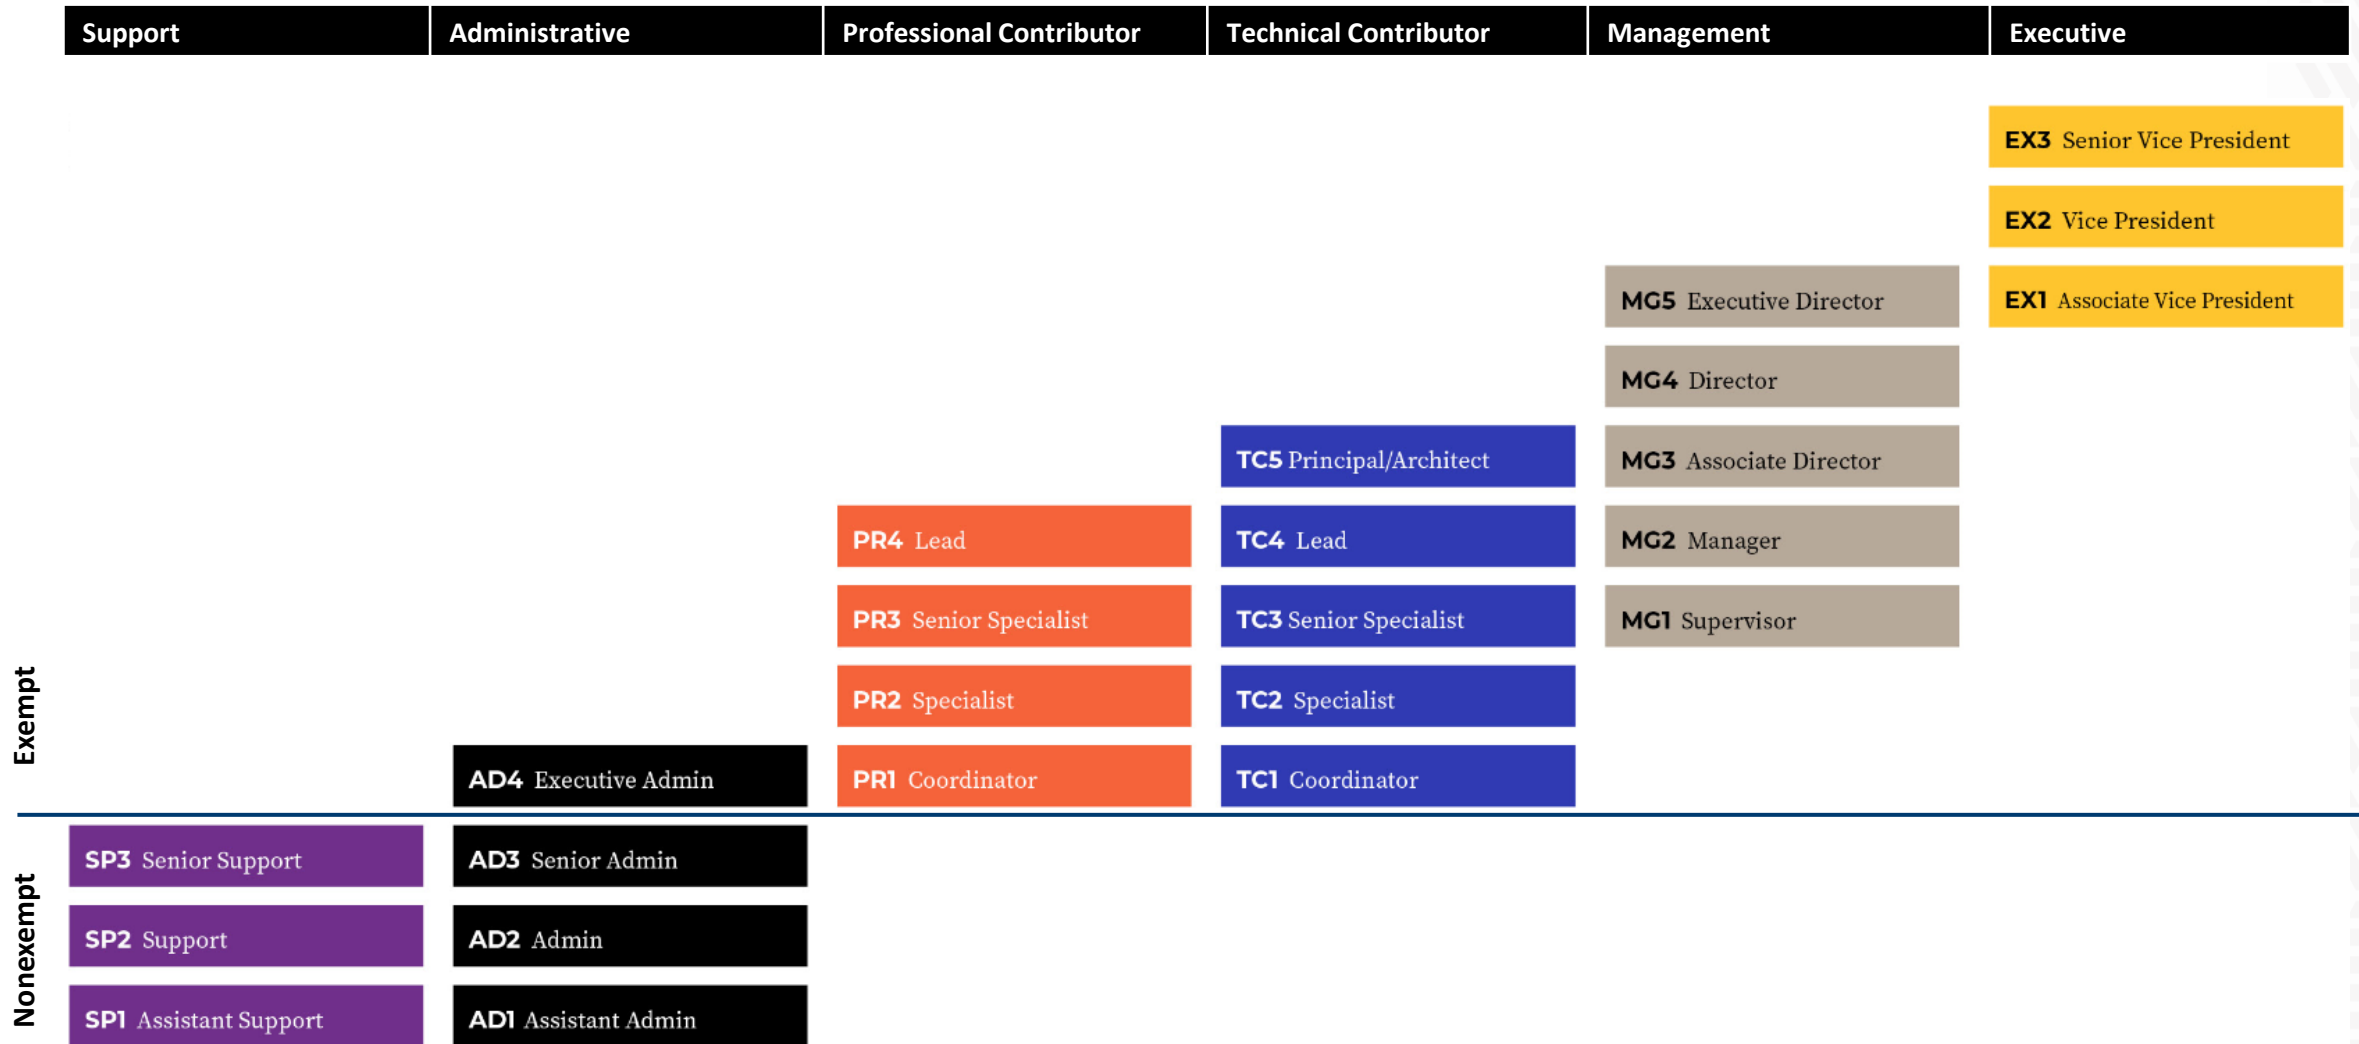 Support Administrative Professional Contributor Technical Contributor Management Executive
EX3 Senior Vice President
EX2 Vice President
MG5 Executive Director EX1 Associate Vice President
MG4 Director
TC5 Principal/Architect MG3 Associate Director
PR4 Lead TC4 Lead MG2 Manager
PR3 Senior Specialist TC3 Senior Specialist MG1 Supervisor
PR2 Specialist TC2 Specialist
Exempt
AD4 Executive Admin PR1 Coordinator TC1 Coordinator
SP3 Senior Support AD3 Senior Admin
Nonexempt
SP2 Support AD2 Admin
SP1 Assistant Support AD1 Assistant Admin